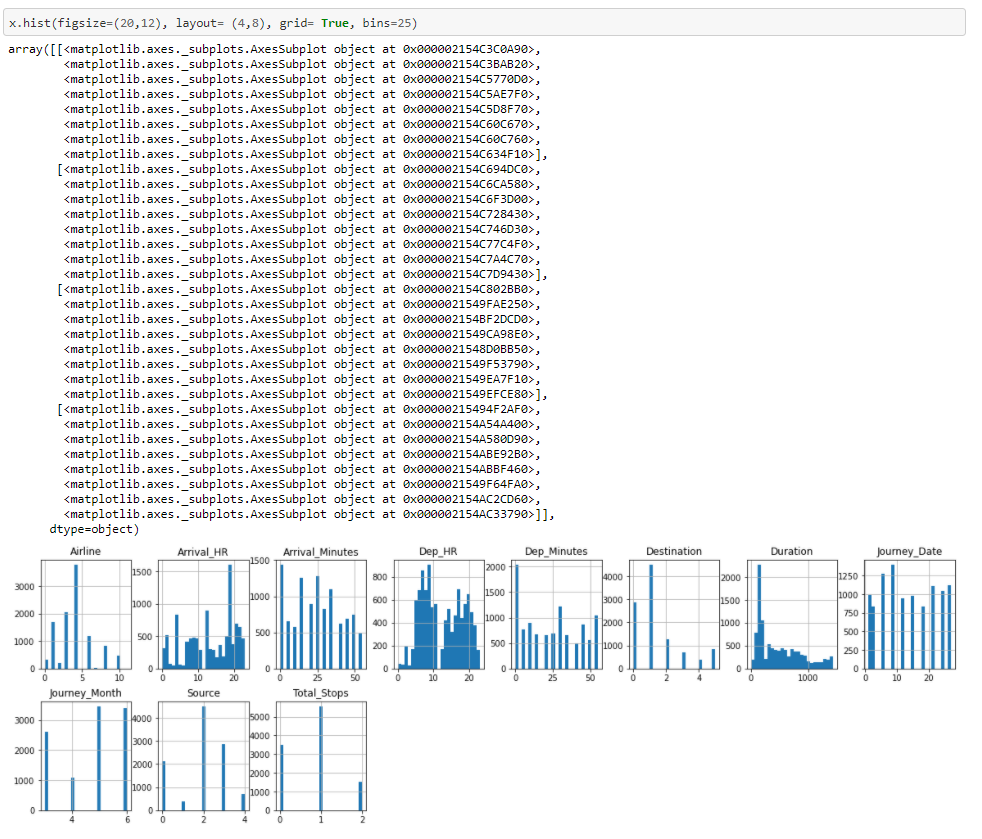 x.hist(figsize=(20,12), layout= (4,8), grid= True, bins=25)
array([[<matplotlib.axes._subplots.AxesSubplot object at 0x000002154C3C0A90>,
<matplotlib.axes._subplots.AxesSubplot object at 0x000002154C3BAB20>,
<matplotlib.axes._subplots.AxesSubplot object at 0x000002154C5770D0>,
<matplotlib.axes._subplots.AxesSubplot object at 0x000002154C5AE7F0>,
<matplotlib.axes._subplots.AxesSubplot object at 0x000002154C5D8F70>,
<matplotlib.axes._subplots.AxesSubplot object at 0x000002154C60C670>,
<matplotlib.axes._subplots.AxesSubplot object at 0x000002154C60C760>,
<matplotlib.axes._subplots.AxesSubplot object at 0x000002154C634F10>],
[<matplotlib.axes._subplots.AxesSubplot object at 0x000002154C694DC0>,
<matplotlib.axes._subplots.AxesSubplot object at 0x000002154C6CA580>,
<matplotlib.axes._subplots.AxesSubplot object at 0x000002154C6F3D00>,
<matplotlib.axes._subplots.AxesSubplot object at 0x000002154C728430>,
<matplotlib.axes._subplots.AxesSubplot object at 0x000002154C746D30>,
<matplotlib.axes._subplots.AxesSubplot object at 0x000002154C77C4F0>,
<matplotlib.axes._subplots.AxesSubplot object at 0x000002154C7A4C70>,
<matplotlib.axes._subplots.AxesSubplot object at 0x000002154C7D9430>],
[<matplotlib.axes._subplots.AxesSubplot object at 0x000002154C802BB0>,
<matplotlib.axes._subplots.AxesSubplot object at 0x0000021549FAE250>,
<matplotlib.axes._subplots.AxesSubplot object at 0x000002154BF2DCD0>,
<matplotlib.axes._subplots.AxesSubplot object at 0x0000021549CA98E0>,
<matplotlib.axes._subplots.AxesSubplot object at 0x0000021548D0BB50>,
<matplotlib.axes._subplots.AxesSubplot object at 0x0000021549F53790>,
<matplotlib.axes._subplots.AxesSubplot object at 0x0000021549EA7F10>,
<matplotlib.axes._subplots.AxesSubplot object at 0x0000021549EFCE80>],
[<matplotlib.axes._subplots.AxesSubplot object at 0x00000215494F2AF0>,
<matplotlib.axes._subplots.AxesSubplot object at 0x000002154A54A400>,
<matplotlib.axes._subplots.AxesSubplot object at 0x000002154A580D90>,
<matplotlib.axes._subplots.AxesSubplot object at 0x000002154ABE92B0>,
<matplotlib.axes._subplots.AxesSubplot object at 0x000002154ABBF460>,
<matplotlib.axes._subplots.AxesSubplot object at 0x0000021549F64FA0>,
<matplotlib.axes._subplots.AxesSubplot object at 0x000002154AC2CD60>,
<matplotlib.axes._subplots.AxesSubplot object at 0x000002154AC33790>]],
dtype=object)
Airline
3000
2000
1000
0
0 5 10
Arrival_HR
1500
1000
500
0
0 10 20
Arrival_Minutes
1500
1000
500
0
0 25 50
Dep_HR
800
600
400
200
0
0 10 20
Dep_Minutes
2000
1500
1000
500
0
0 25 50
Destination
4000
3000
2000
1000
0
0 2 4
Duration
2000
1500
1000
500
0
0 1000
Journey_Date
1250
1000
750
500
250
0
0 10 20
Journey_Month
3000
2000
1000
0
4 6
Source
4000
3000
2000
1000
0
0 2 4
Total_Stops
5000
4000
3000
2000
1000
0
0 1 2